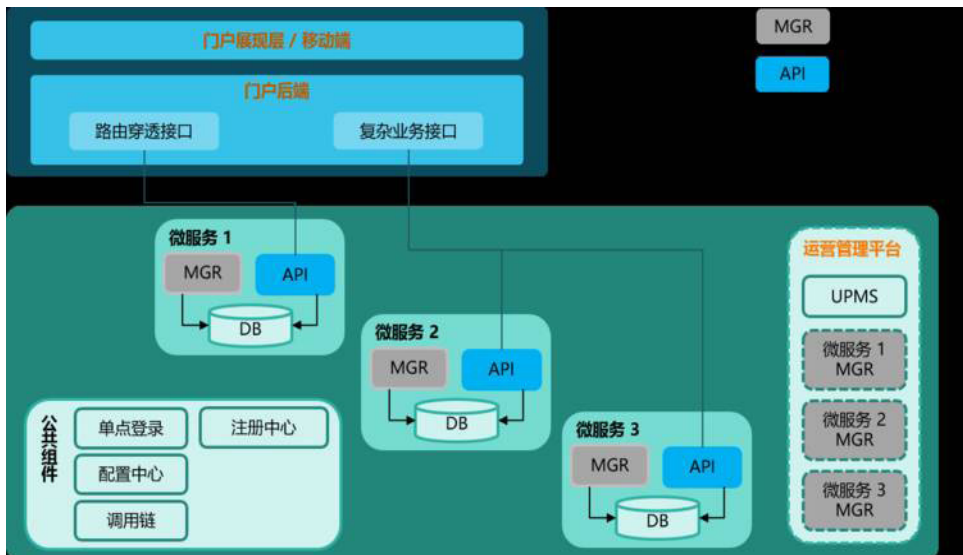 门户展现层 / 移动端
门户后端
路由穿透接口
复杂业务接口
MGR
API
微服务 1
MGR
API
DB
微服务 2
MGR
API
DB
微服务 3
MGR
API
DB
公共组件
单点登录
注册中心
配置中心
调用链
运营管理平台
UPMS
微服务 1
MGR
微服务 2
MGR
微服务 3
MGR